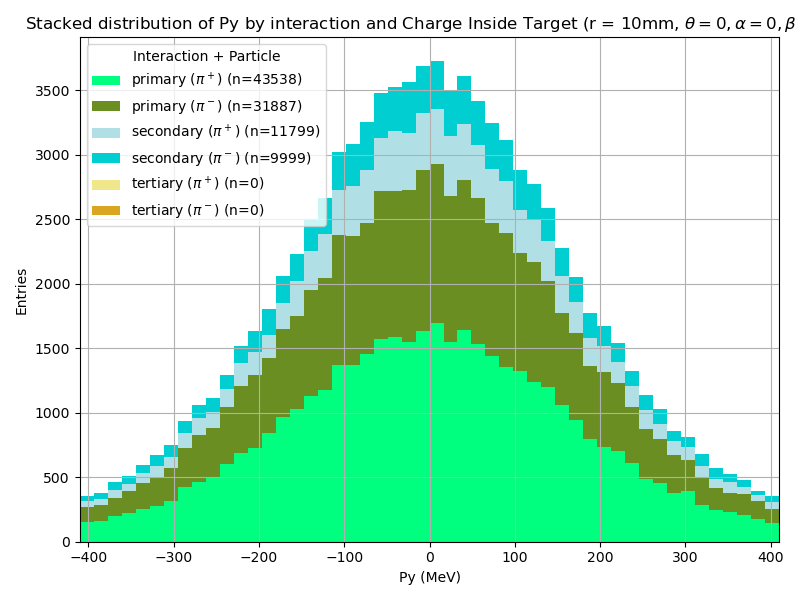 Stacked distribution of Py by interaction and Charge Inside Target (r = 10mm, θ = 0, α = 0, β
Interaction + Particle
primary (π⁺) (n=43538)
primary (π⁻) (n=31887)
secondary (π⁺) (n=11799)
secondary (π⁻) (n=9999)
tertiary (π⁺) (n=0)
tertiary (π⁻) (n=0)
3500
3000
2500
2000
1500
1000
500
0
Entries
−400 −300 −200 −100 0 100 200 300 400
Py (MeV)